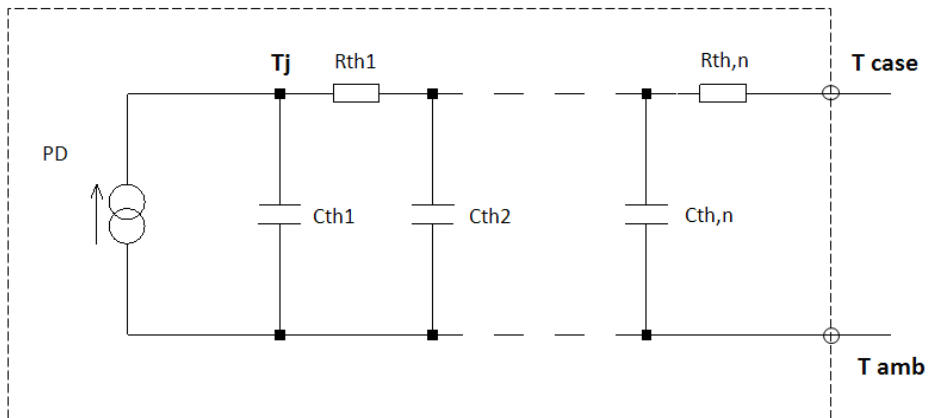 Tj
Rth1
Rth,n
T case
PD
Cth1
Cth2
Cth,n
T amb